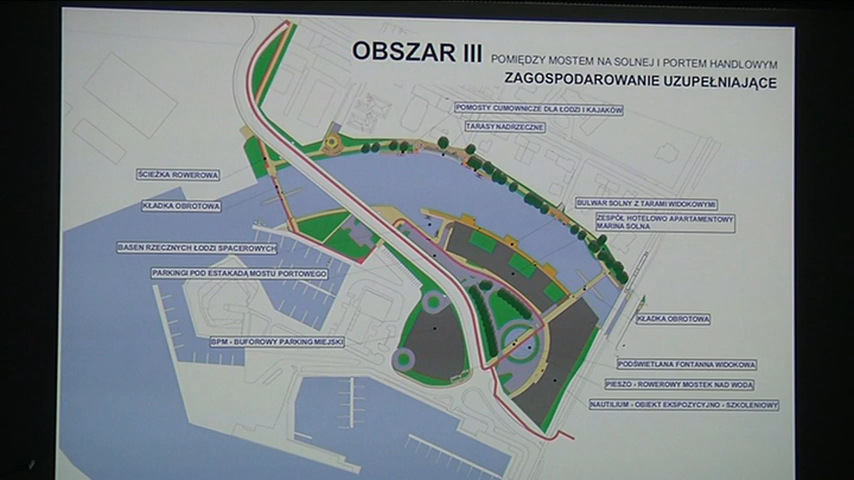 OBSZAR III POMIĘDZY MOSTEM NA SOLNEJ I PORTEM HANDLOWYM
ZAGOSPODAROWANIE UZUPEŁNIAJĄCE
POMOSTY CUMOWNICZE DLA ŁODZI I KAJAKÓW
TARASY NADRZECZNE
ŚCIEŻKA ROWEROWA
KŁADKA OBROTOWA
BULWAR SOLNY Z TARAMI WIDOKOWYMI
ZESPÓŁ HOTELOWO APARTAMENTOWY
MARINA SOLNA
BASEN RZECZNYCH ŁODZI SPACEROWYCH
PARKINGI POD ESTAKADĄ MOSTU PORTOWEGO
KŁADKA OBROTOWA
BPM - BUFOROWY PARKING MIEJSKI
PODŚWIETLANA FONTANNA WIDOKOWA
PIESZO - ROWEROWY MOSTEK NAD WODĄ
NAUTILIUM - OBIEKT EKSPOZYCYJNO - SZKOLENIOWY